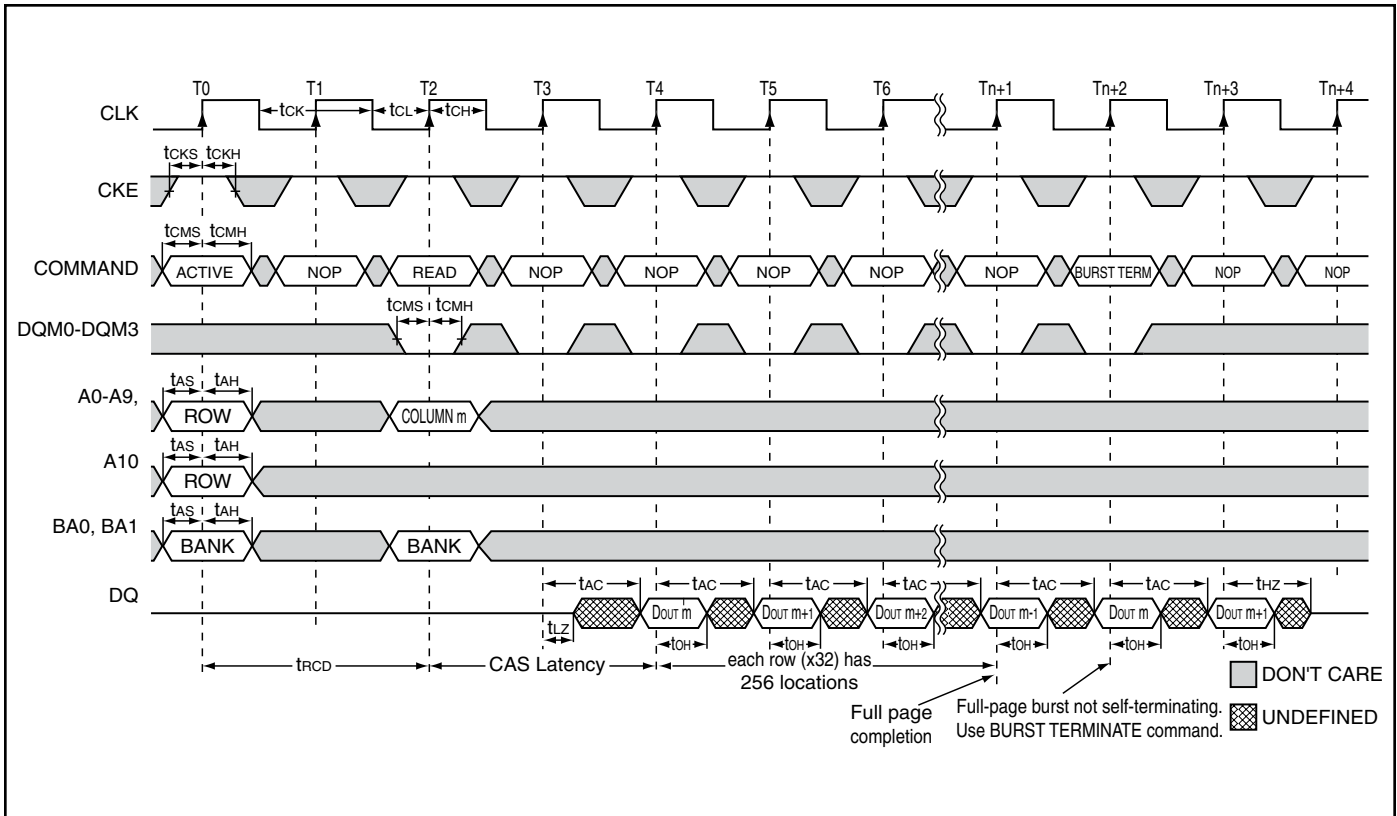 T0 T1 T2 T3 T4 T5 T6 Tn+1 Tn+2 Tn+3 Tn+4
CLK tCK tCL tCH
tCKS tCKH
CKE
tCMS tCMH
COMMAND ACTIVE NOP READ NOP NOP NOP NOP NOP BURST TERM NOP NOP
tCMS tCMH
DQM0-DQM3
tAS tAH
A0-A9, ROW COLUMN m
tAS tAH
A10 ROW
tAS tAH
BA0, BA1 BANK BANK
tAC tAC tAC tAC tAC tAC tHZ
DQ DOUT m DOUT m+1 DOUT m+2 DOUT m-1 DOUT m DOUT m+1
tLZ tOH tOH tOH tOH tOH tOH
tRCD CAS Latency each row (x32) has
256 locations
DON'T CARE
Full page
completion
Full-page burst not self-terminating.
Use BURST TERMINATE command.
UNDEFINED